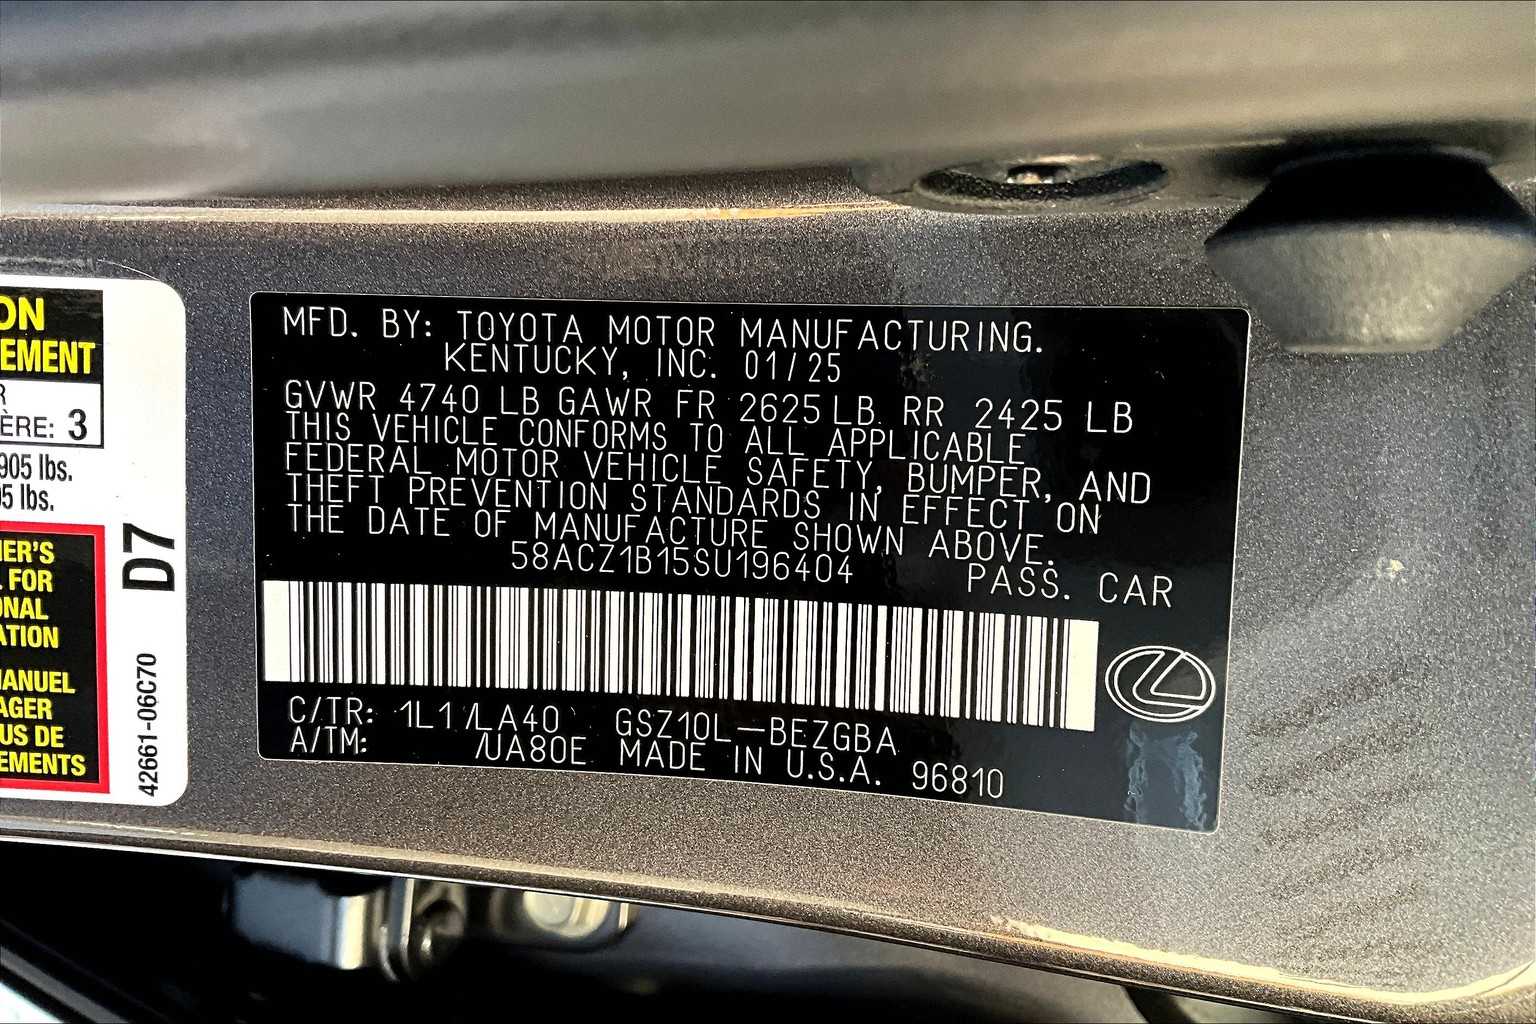 ON
EMENT
R
ÈRE: 3
905 lbs.
5 lbs.
ER'S
L FOR
ONAL
ATION
MANUEL
AGER
US DE
EMENTS
D7
42661-06C70
MFD. BY: TOYOTA MOTOR MANUFACTURING.
KENTUCKY, INC. 01/25
GVWR 4740 LB GAWR FR 2625 LB RR 2425 LB
THIS VEHICLE CONFORMS TO ALL APPLICABLE
FEDERAL MOTOR VEHICLE SAFETY, BUMPER, AND
THEFT PREVENTION STANDARDS IN EFFECT ON
THE DATE OF MANUFACTURE SHOWN ABOVE.
58ACZ1B15SU196404 PASS. CAR
C/TR: 1L1/LA40 GSZ10L-BEZGBA
A/TM: /UA80E MADE IN U.S.A. 96810